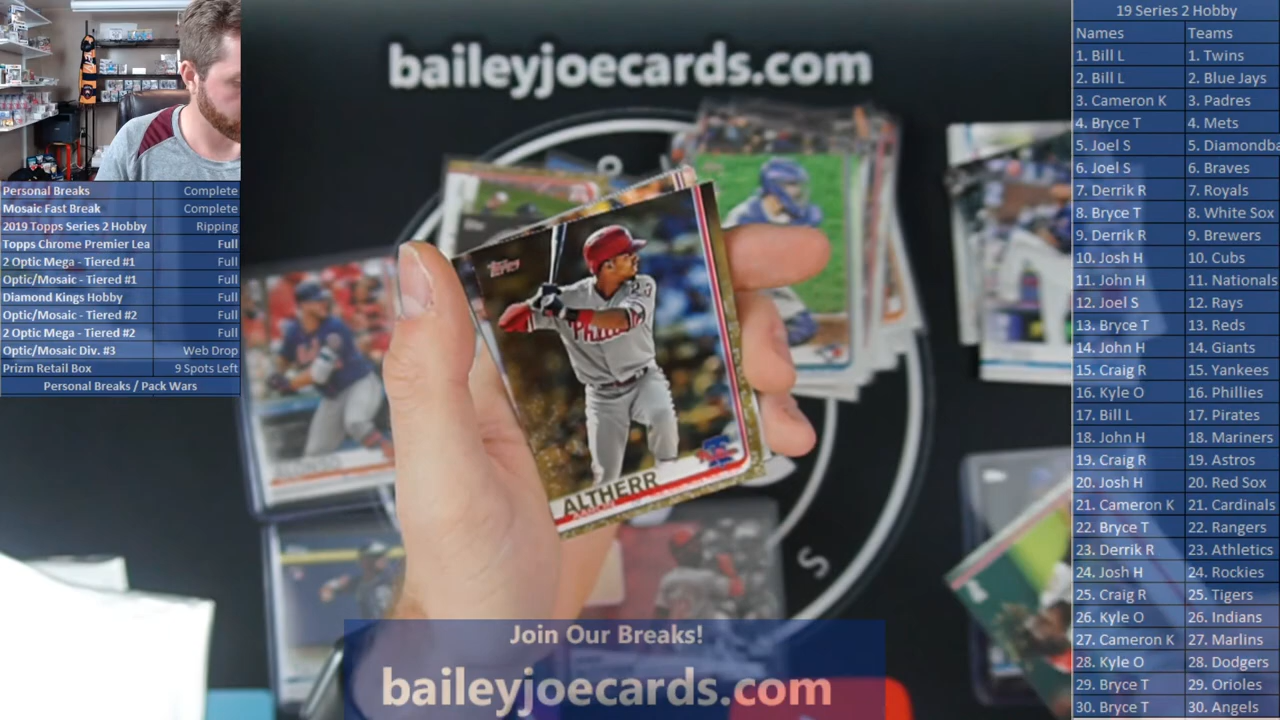 baileyjoecards.com
19 Series 2 Hobby
Names Teams
1. Bill L 1. Twins
2. Bill L 2. Blue Jays
3. Cameron K 3. Padres
4. Bryce T 4. Mets
5. Joel S 5. Diamondba
6. Joel S 6. Braves
7. Derrik R 7. Royals
8. Bryce T 8. White Sox
9. Derrik R 9. Brewers
10. Josh H 10. Cubs
11. John H 11. Nationals
12. Joel S 12. Rays
13. Bryce T 13. Reds
14. John H 14. Giants
15. Craig R 15. Yankees
16. Kyle O 16. Phillies
17. Bill L 17. Pirates
18. John H 18. Mariners
19. Craig R 19. Astros
20. Josh H 20. Red Sox
21. Cameron K 21. Cardinals
22. Bryce T 22. Rangers
23. Derrik R 23. Athletics
24. Josh H 24. Rockies
25. Craig R 25. Tigers
26. Kyle O 26. Indians
27. Cameron K 27. Marlins
28. Kyle O 28. Dodgers
29. Bryce T 29. Orioles
30. Bryce T 30. Angels
Personal Breaks Complete
Mosaic Fast Break Complete
2019 Topps Series 2 Hobby Ripping
Topps Chrome Premier Lea Full
2 Optic Mega - Tiered #1 Full
Optic/Mosaic - Tiered #1 Full
Diamond Kings Hobby Full
Optic/Mosaic - Tiered #2 Full
2 Optic Mega - Tiered #2 Full
Optic/Mosaic Div. #3 Web Drop
Prizm Retail Box 9 Spots Left
Personal Breaks / Pack Wars
Topps
Phillies
23
ALTHERR
AARON
S
Join Our Breaks!
baileyjoecards.com